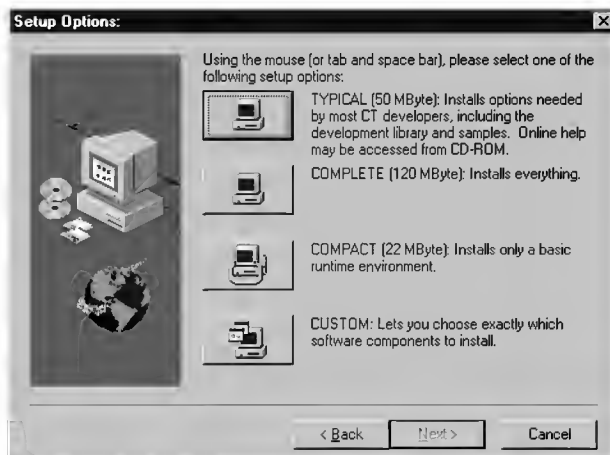 Setup Options:
Using the mouse (or tab and space bar), please select one of the
following setup options:
TYPICAL (50 MByte): Installs options needed
by most CT developers, including the
development library and samples. Online help
may be accessed from CD-ROM.
COMPLETE (120 MByte): Installs everything.
COMPACT (22 MByte): Installs only a basic
runtime environment.
CUSTOM: Lets you choose exactly which
software components to install.
< Back
Next >
Cancel